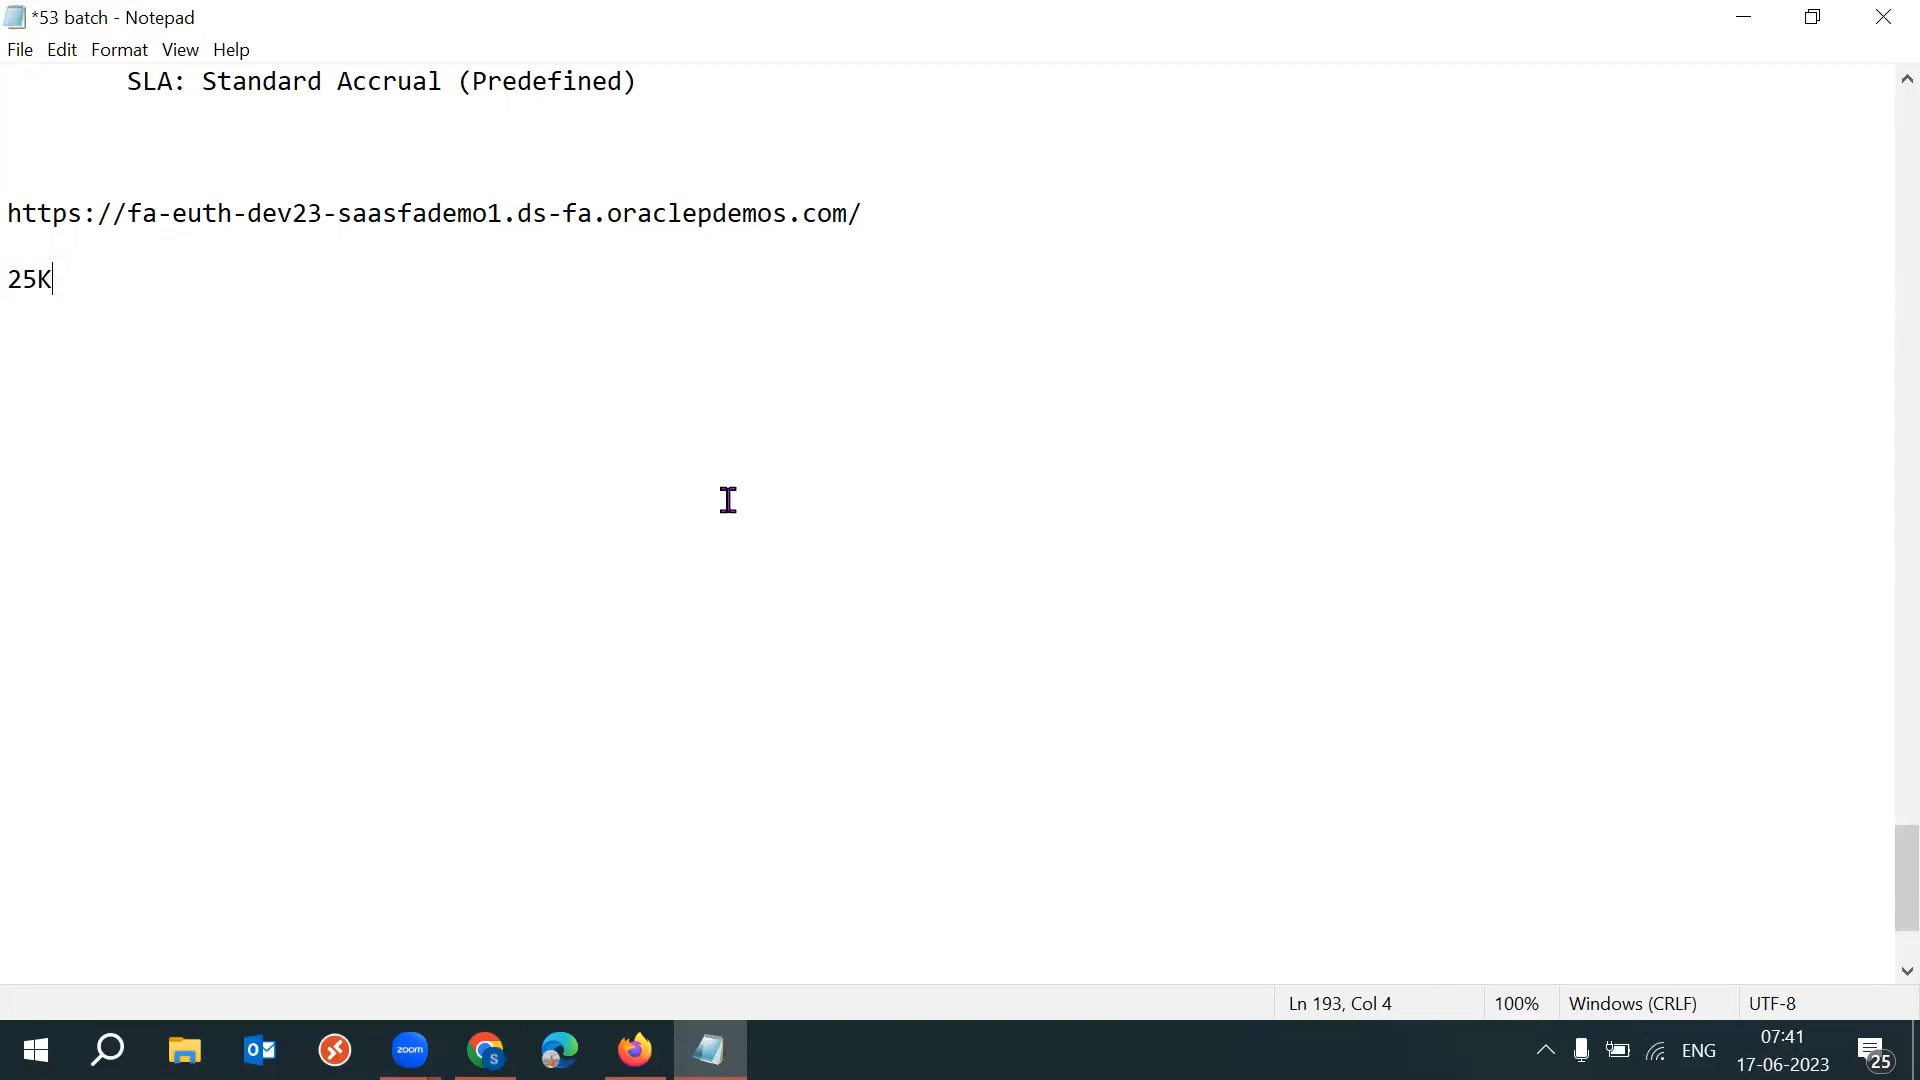 *53 batch - Notepad
File Edit Format View Help
SLA: Standard Accrual (Predefined)
https://fa-euth-dev23-saasfademo1.ds-fa.oraclepdemos.com/
25K
Ln 193, Col 4 100% Windows (CRLF) UTF-8
zoom
S
ENG
07:41
17-06-2023
25